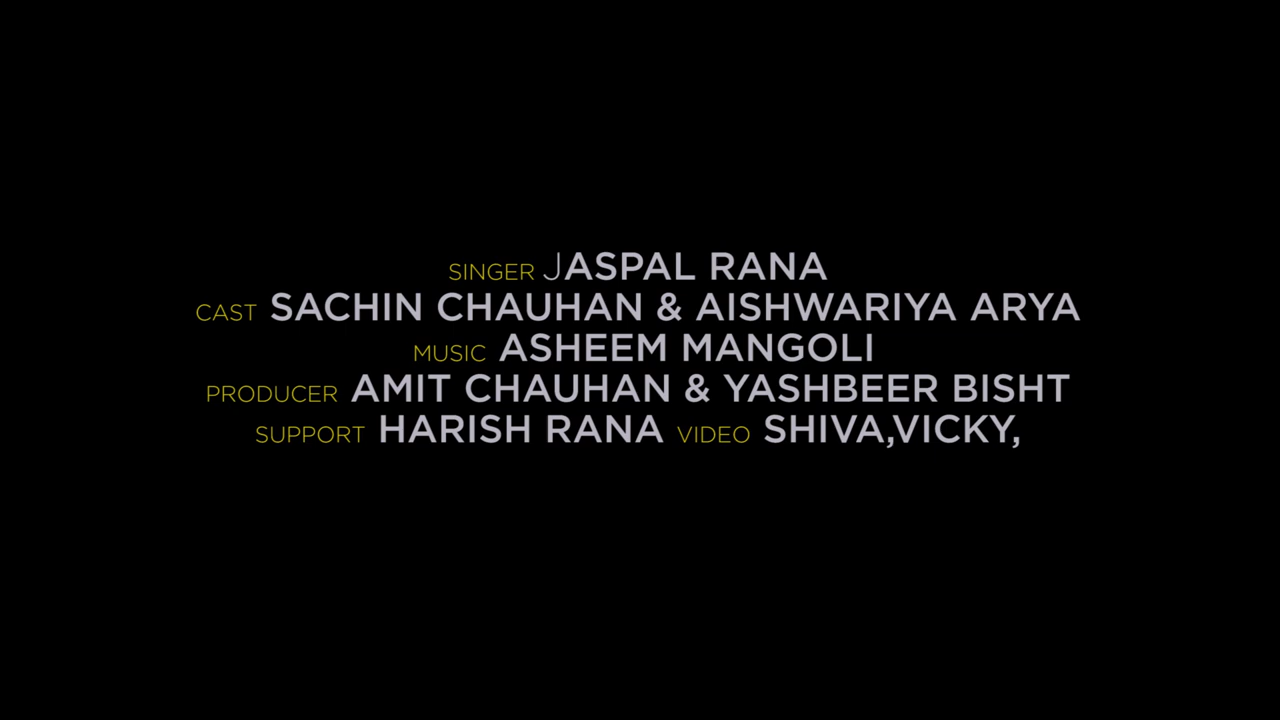 SINGER JASPAL RANA
CAST SACHIN CHAUHAN & AISHWARIYA ARYA
MUSIC ASHEEM MANGOLI
PRODUCER AMIT CHAUHAN & YASHBEER BISHT
SUPPORT HARISH RANA VIDEO SHIVA,VICKY,